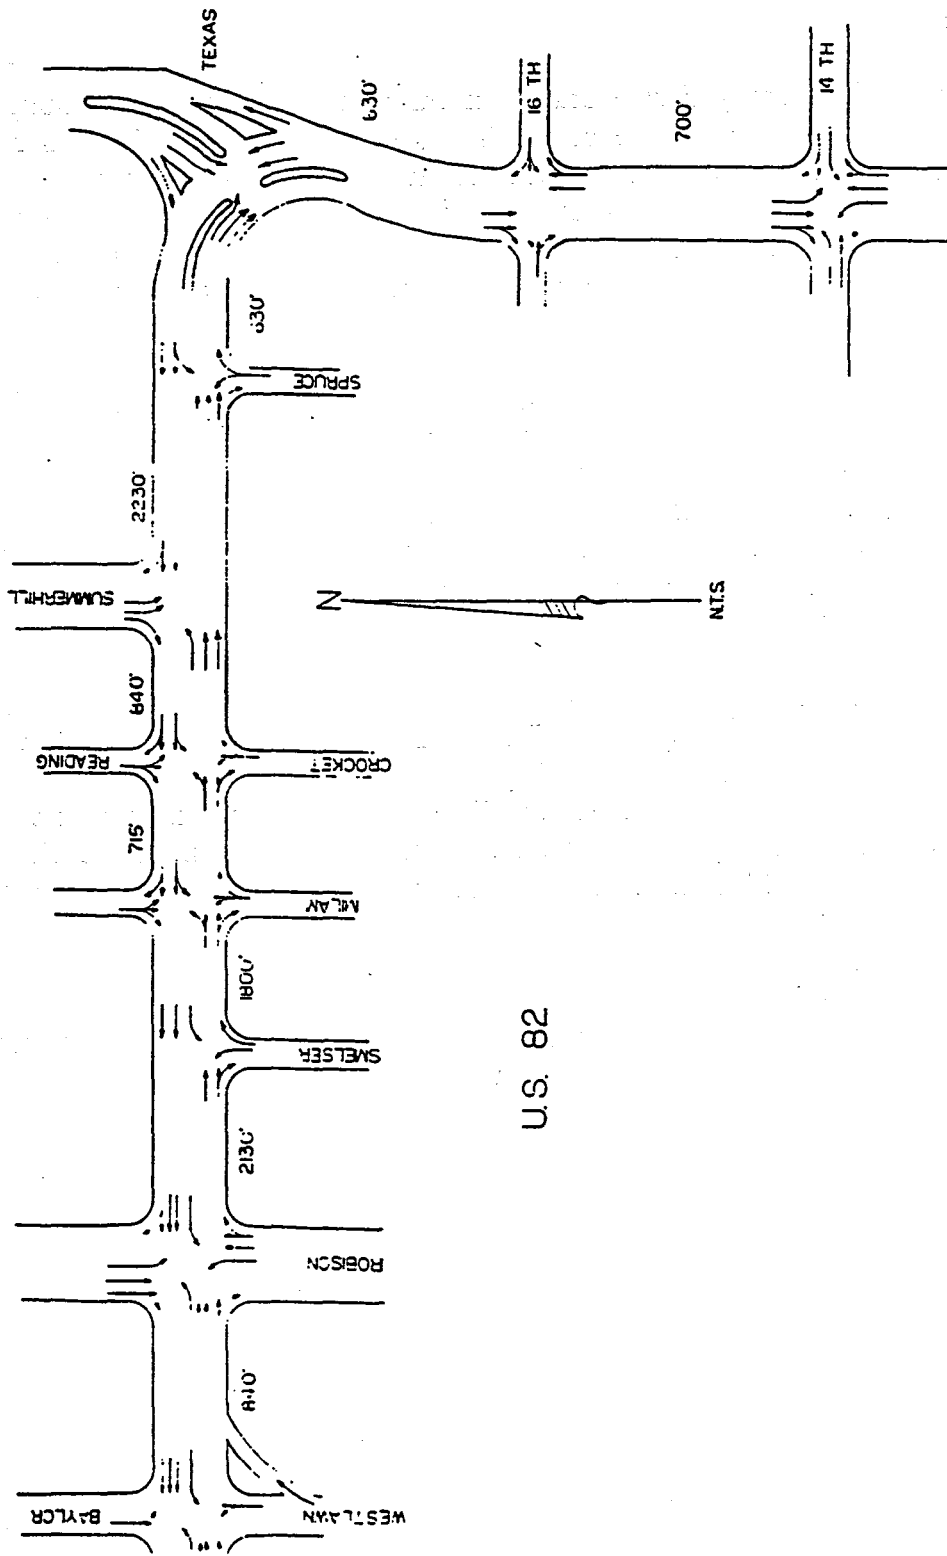 TEXAS
630'
16 TH
700'
14 TH
630'
SPRUCE
2230'
SUMMERHILL
N
N.T.S.
840'
READING
CROCKET
715'
MILAN
1800'
SMELSER
U.S. 82
2130'
ROBISON
840'
BAYLOR
WESTLAWN